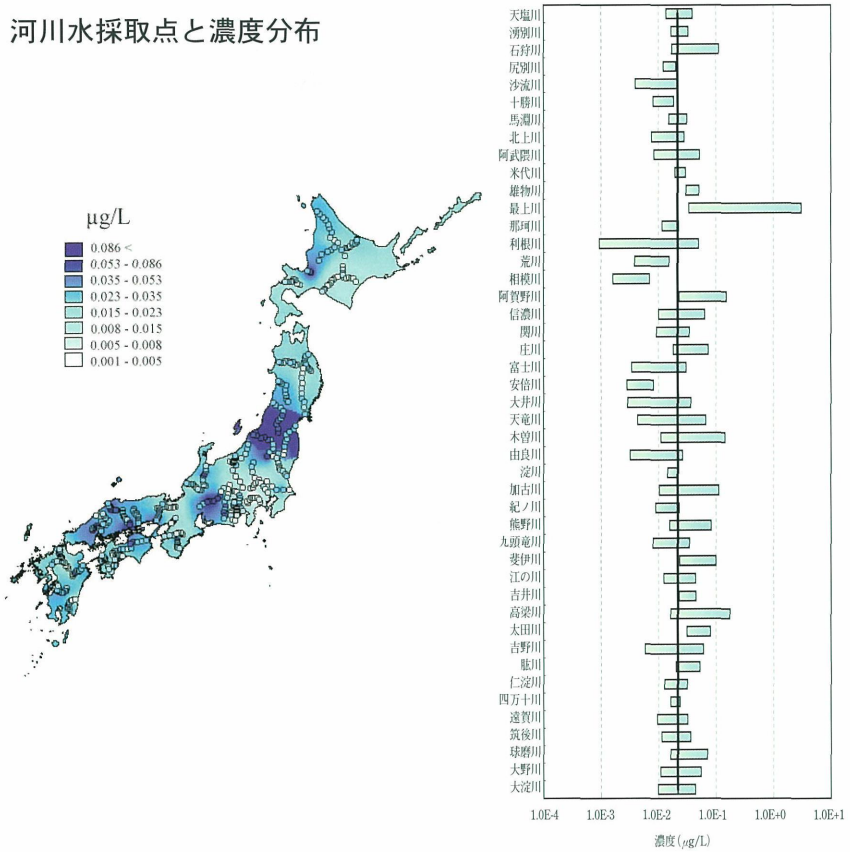 河川水採取点と濃度分布
μg/L
0.086 <
0.053 - 0.086
0.035 - 0.053
0.023 - 0.035
0.015 - 0.023
0.008 - 0.015
0.005 - 0.008
0.001 - 0.005
天塩川
湧別川
石狩川
尻別川
沙流川
十勝川
馬淵川
北上川
阿武隈川
米代川
雄物川
最上川
那珂川
利根川
荒川
相模川
阿賀野川
信濃川
関川
庄川
富士川
安倍川
大井川
天竜川
木曽川
由良川
淀川
加古川
紀ノ川
熊野川
九頭竜川
斐伊川
江の川
吉井川
高梁川
太田川
吉野川
肱川
仁淀川
四万十川
遠賀川
筑後川
球磨川
大野川
大淀川
1.0E-4 1.0E-3 1.0E-2 1.0E-1 1.0E+0 1.0E+1
濃度(μg/L)